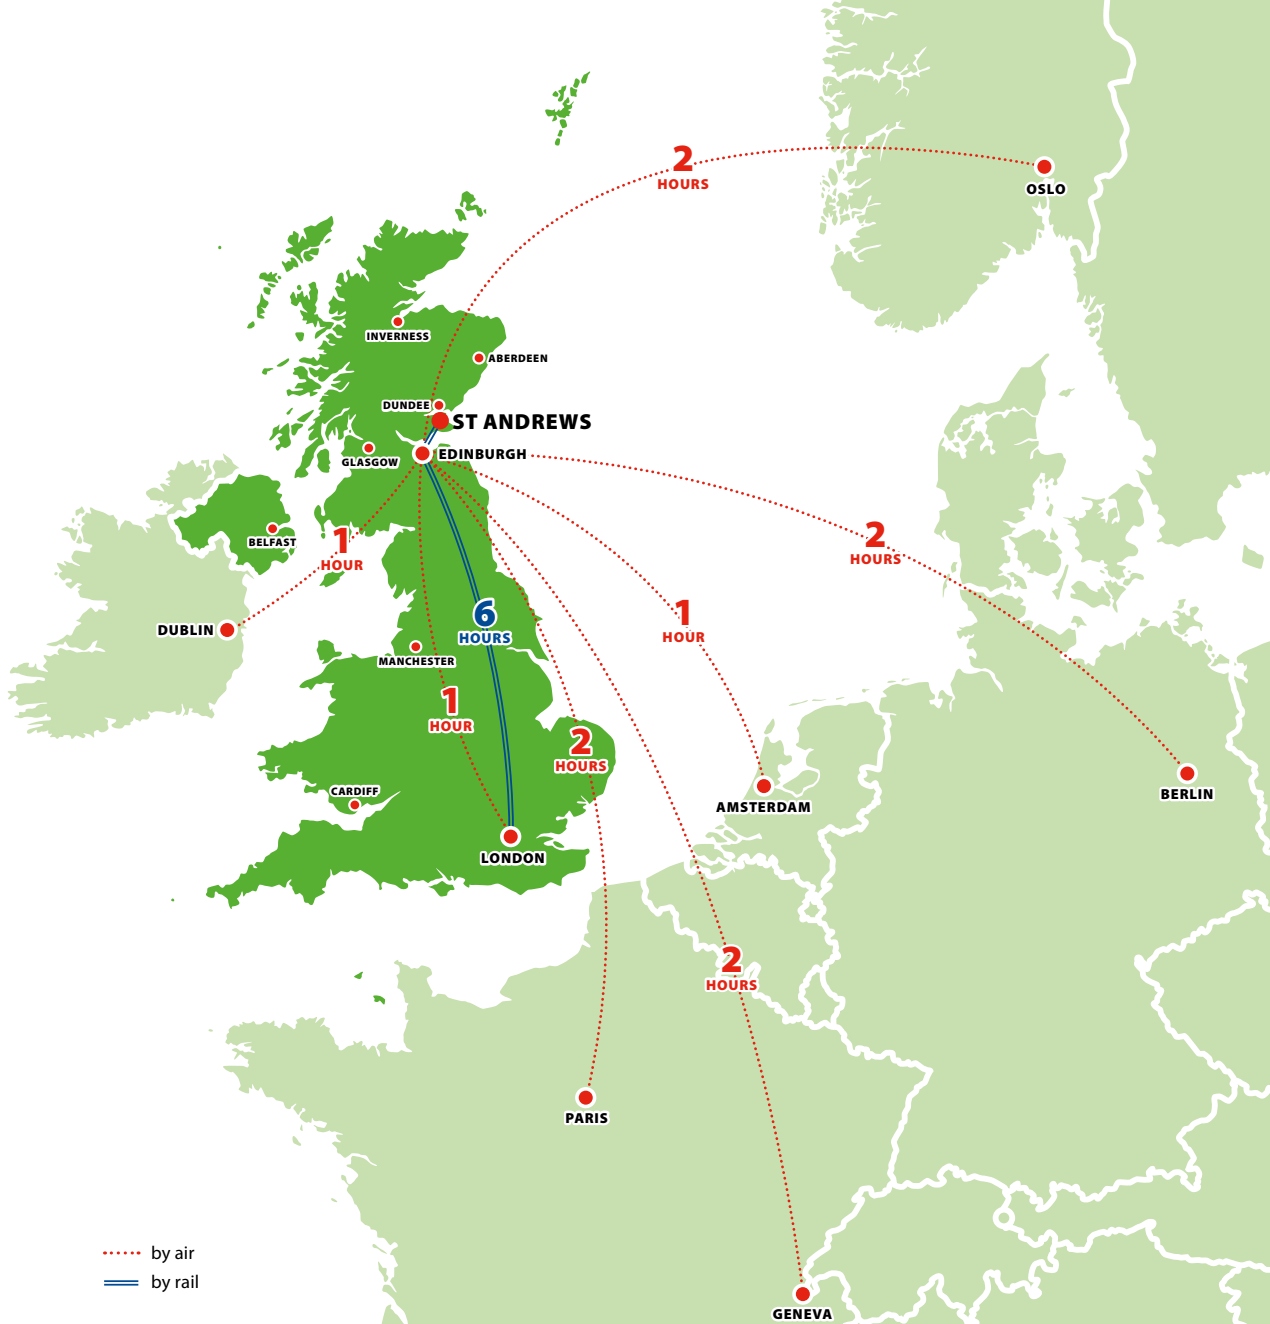 2
HOURS
OSLO
INVERNESS
ABERDEEN
DUNDEE
ST ANDREWS
EDINBURGH
GLASGOW
BELFAST
1
HOUR
2
HOURS
DUBLIN
6
HOURS
1
HOUR
MANCHESTER
1
HOUR
2
HOURS
CARDIFF
AMSTERDAM
BERLIN
LONDON
2
HOURS
PARIS
by air
by rail
GENEVA